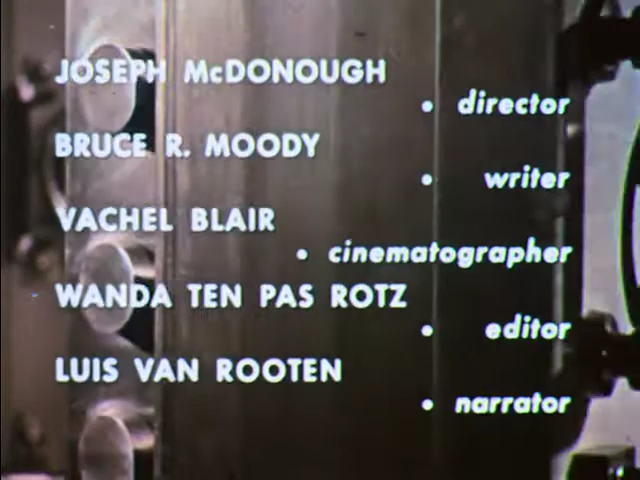 JOSEPH McDONOUGH
• director
BRUCE R. MOODY
• writer
VACHEL BLAIR
• cinematographer
WANDA TEN PAS ROTZ
• editor
LUIS VAN ROOTEN
• narrator